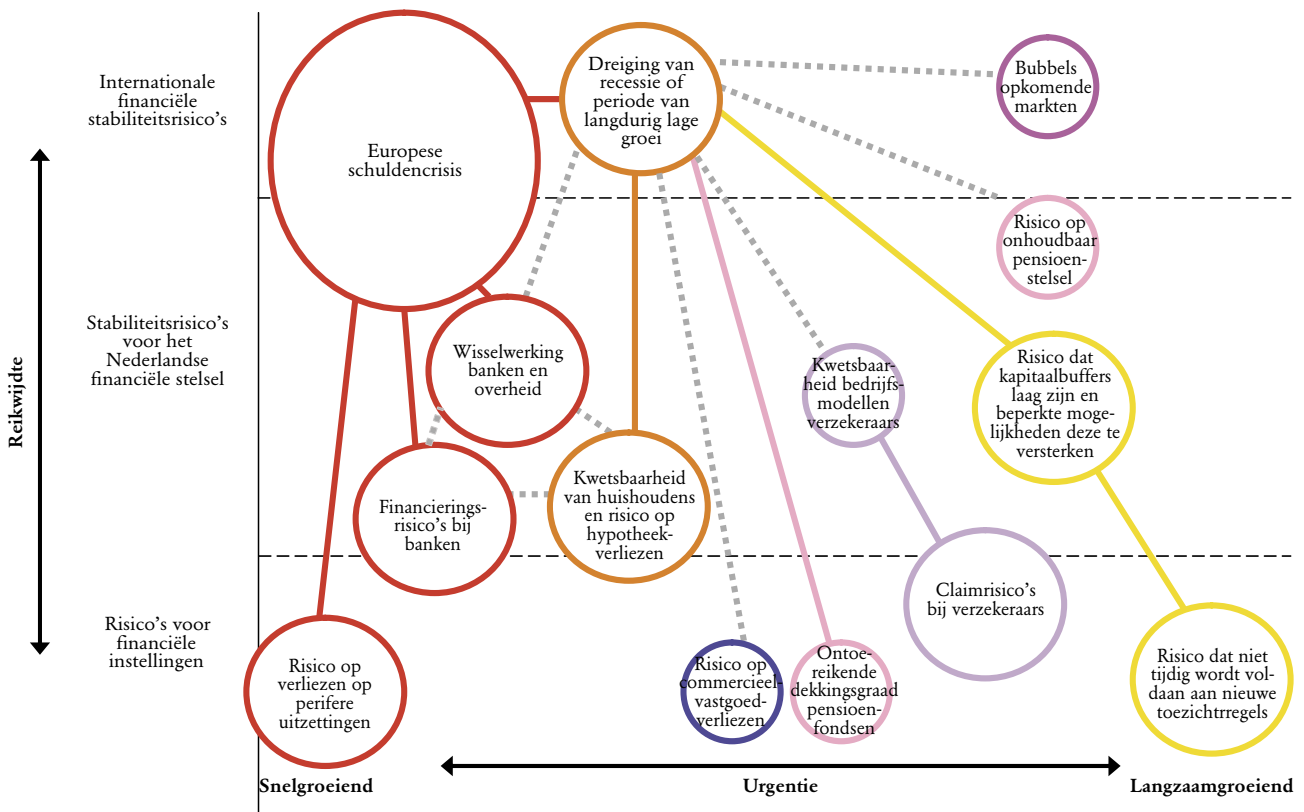 Internationale
financiële
stabiliteitsrisico's
Europese
schuldencrisis
Dreiging van
recessie of
periode van
langdurig lage
groei
Bubbels
opkomende
markten
Reikwijdte
Stabiliteitsrisico's
voor het
Nederlandse
financiële stelsel
Risico op
onhoudbaar
pensioen-
stelsel
Wisselwerking
banken en
overheid
Kwetsbaar-
heid bedrijfs-
modellen
verzekeraars
Risico dat
kapitaalbuffers
laag zijn en
beperkte moge-
lijkheden deze te
versterken
Financierings-
risico's bij
banken
Kwetsbaarheid
van huishoudens
en risico op
hypotheek-
verliezen
Risico's voor
financiële
instellingen
Claimrisico's
bij verzekeraars
Risico op
verliezen op
perifere
uitzettingen
Risico op
commercieel-
vastgoed-
verliezen
Ontoe-
reikende
dekkingsgraad
pensioen-
fondsen
Risico dat niet
tijdig wordt vol-
daan aan nieuwe
toezichtrregels
Snelgroeiend
Urgentie
Langzaamgroeiend